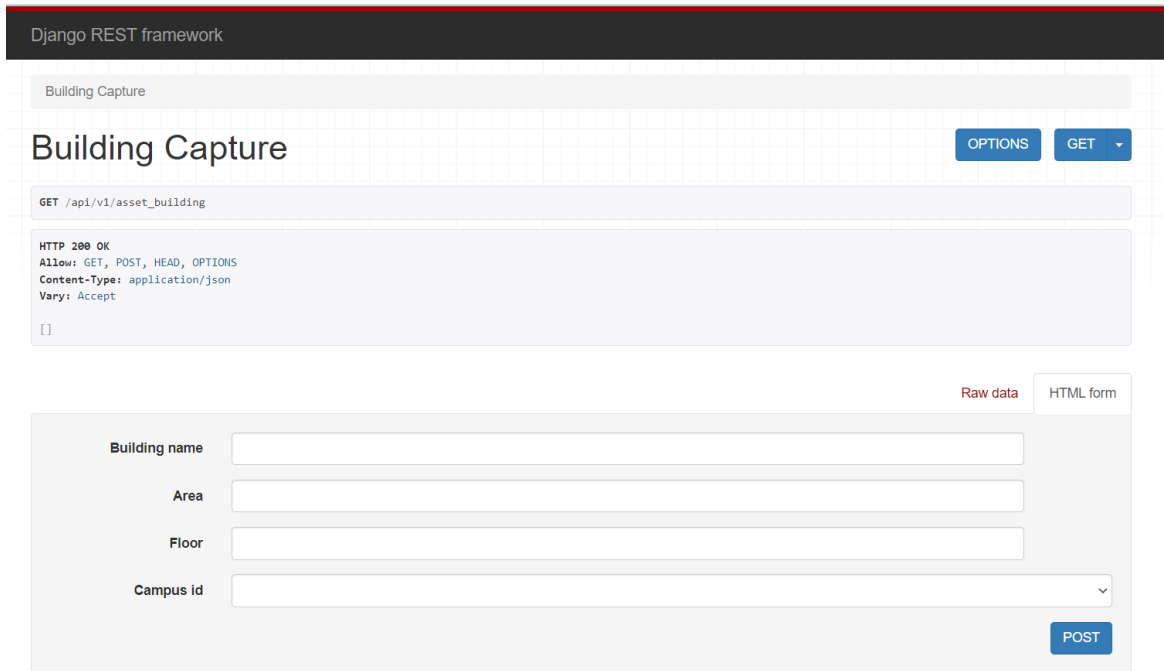 Django REST framework
Building Capture
Building Capture
OPTIONS GET
GET /api/v1/asset_building
HTTP 200 OK
Allow: GET, POST, HEAD, OPTIONS
Content-Type: application/json
Vary: Accept
[]
Raw data HTML form
Building name
Area
Floor
Campus id
POST